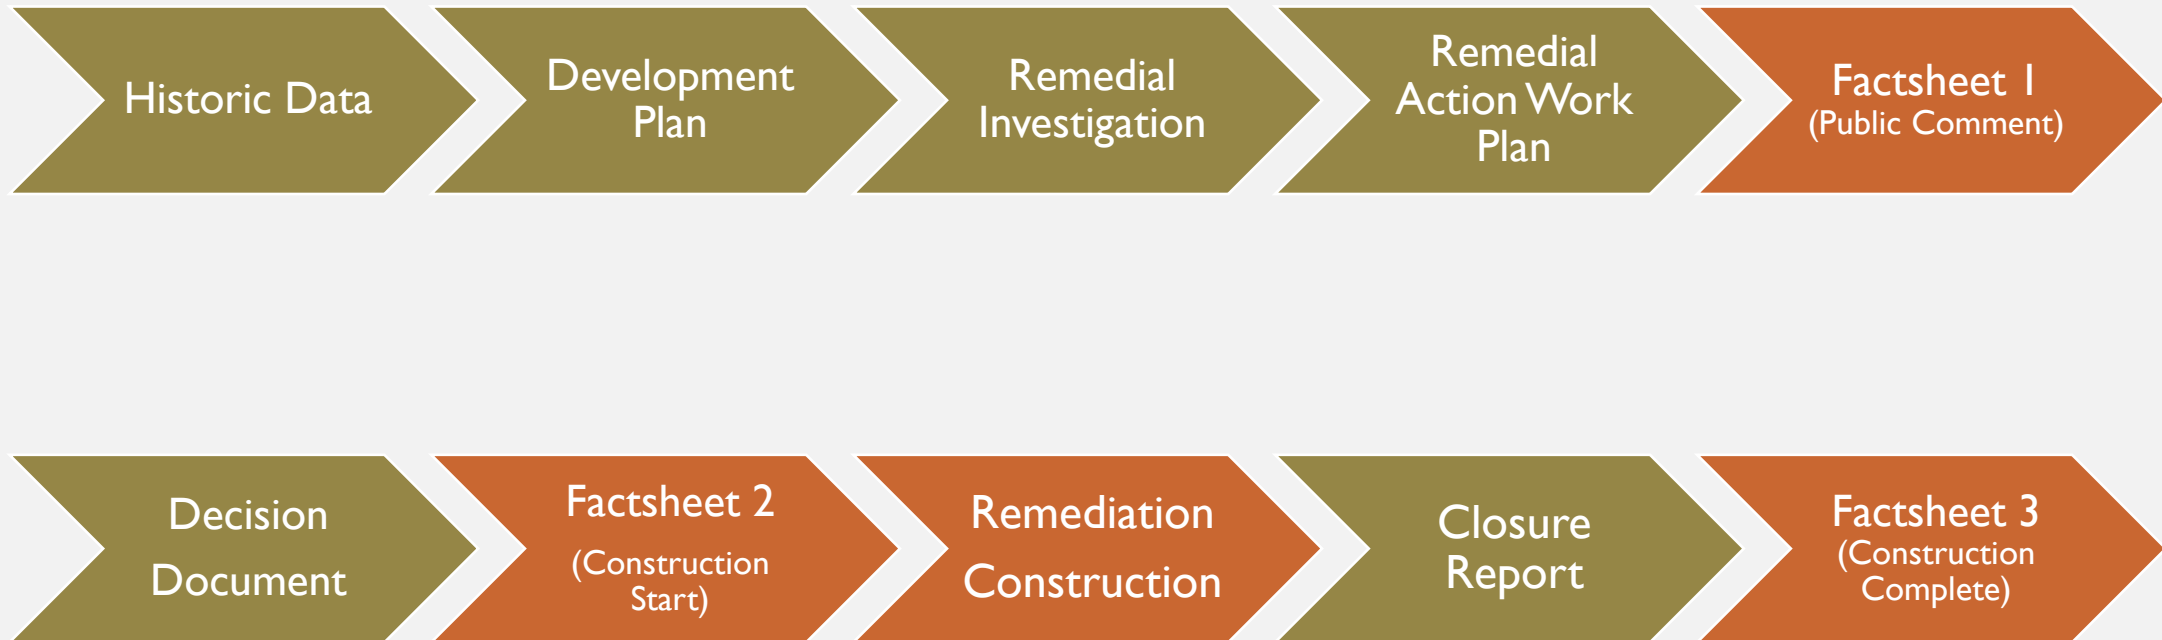 Historic Data
Development
Plan
Remedial
Investigation
Remedial
Action Work
Plan
Factsheet 1
(Public Comment)
Decision
Document
Factsheet 2
(Construction
Start)
Remediation
Construction
Closure
Report
Factsheet 3
(Construction
Complete)